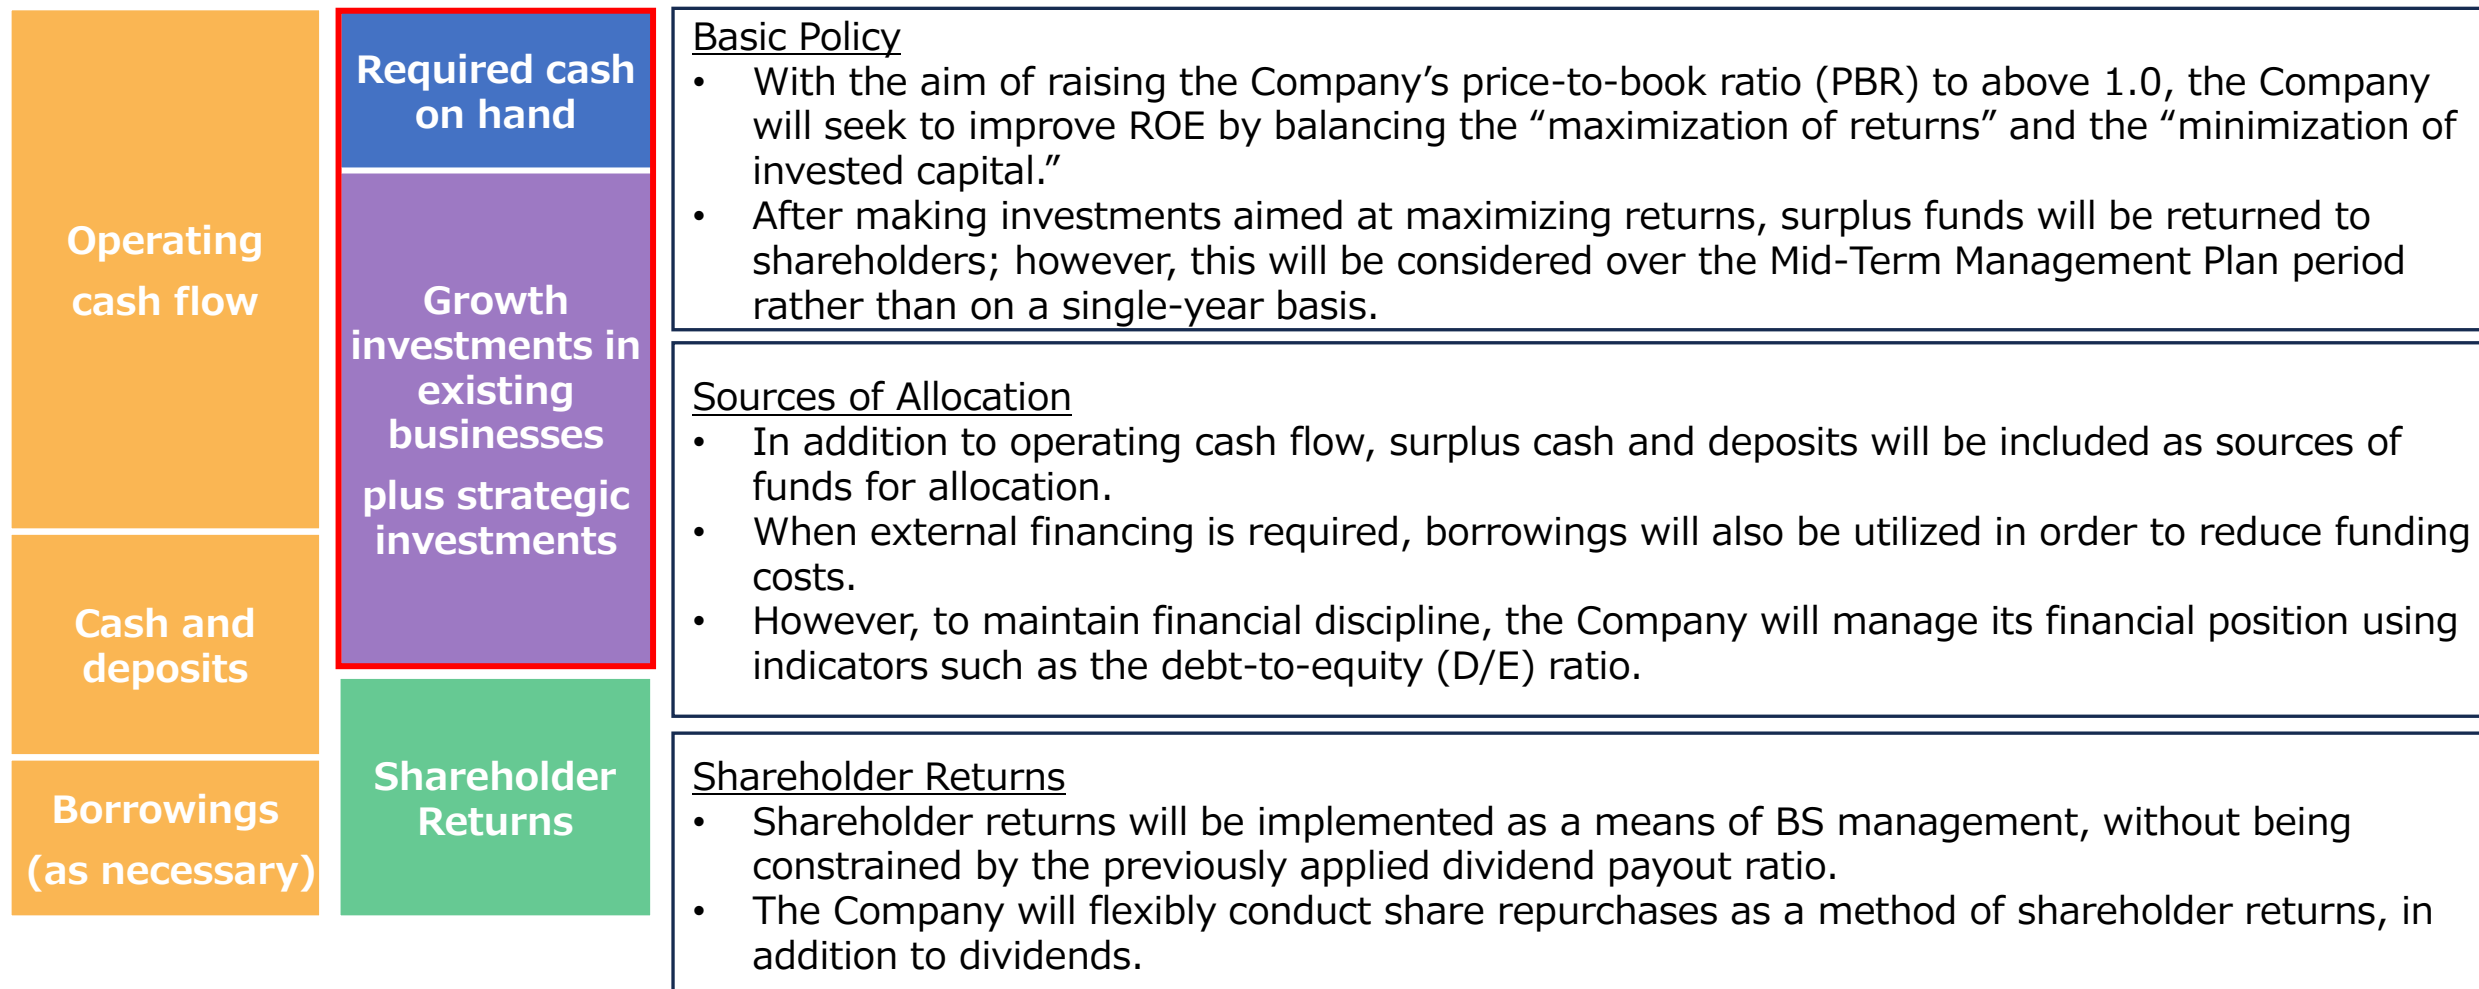 Operating
cash flow
Cash and
deposits
Borrowings
(as necessary)
Required cash
on hand
Growth
investments in
existing
businesses
plus strategic
investments
Shareholder
Returns
Basic Policy
• With the aim of raising the Company’s price-to-book ratio (PBR) to above 1.0, the Company
will seek to improve ROE by balancing the “maximization of returns” and the “minimization of
invested capital.”
• After making investments aimed at maximizing returns, surplus funds will be returned to
shareholders; however, this will be considered over the Mid-Term Management Plan period
rather than on a single-year basis.
Sources of Allocation
• In addition to operating cash flow, surplus cash and deposits will be included as sources of
funds for allocation.
• When external financing is required, borrowings will also be utilized in order to reduce funding
costs.
• However, to maintain financial discipline, the Company will manage its financial position using
indicators such as the debt-to-equity (D/E) ratio.
Shareholder Returns
• Shareholder returns will be implemented as a means of BS management, without being
constrained by the previously applied dividend payout ratio.
• The Company will flexibly conduct share repurchases as a method of shareholder returns, in
addition to dividends.